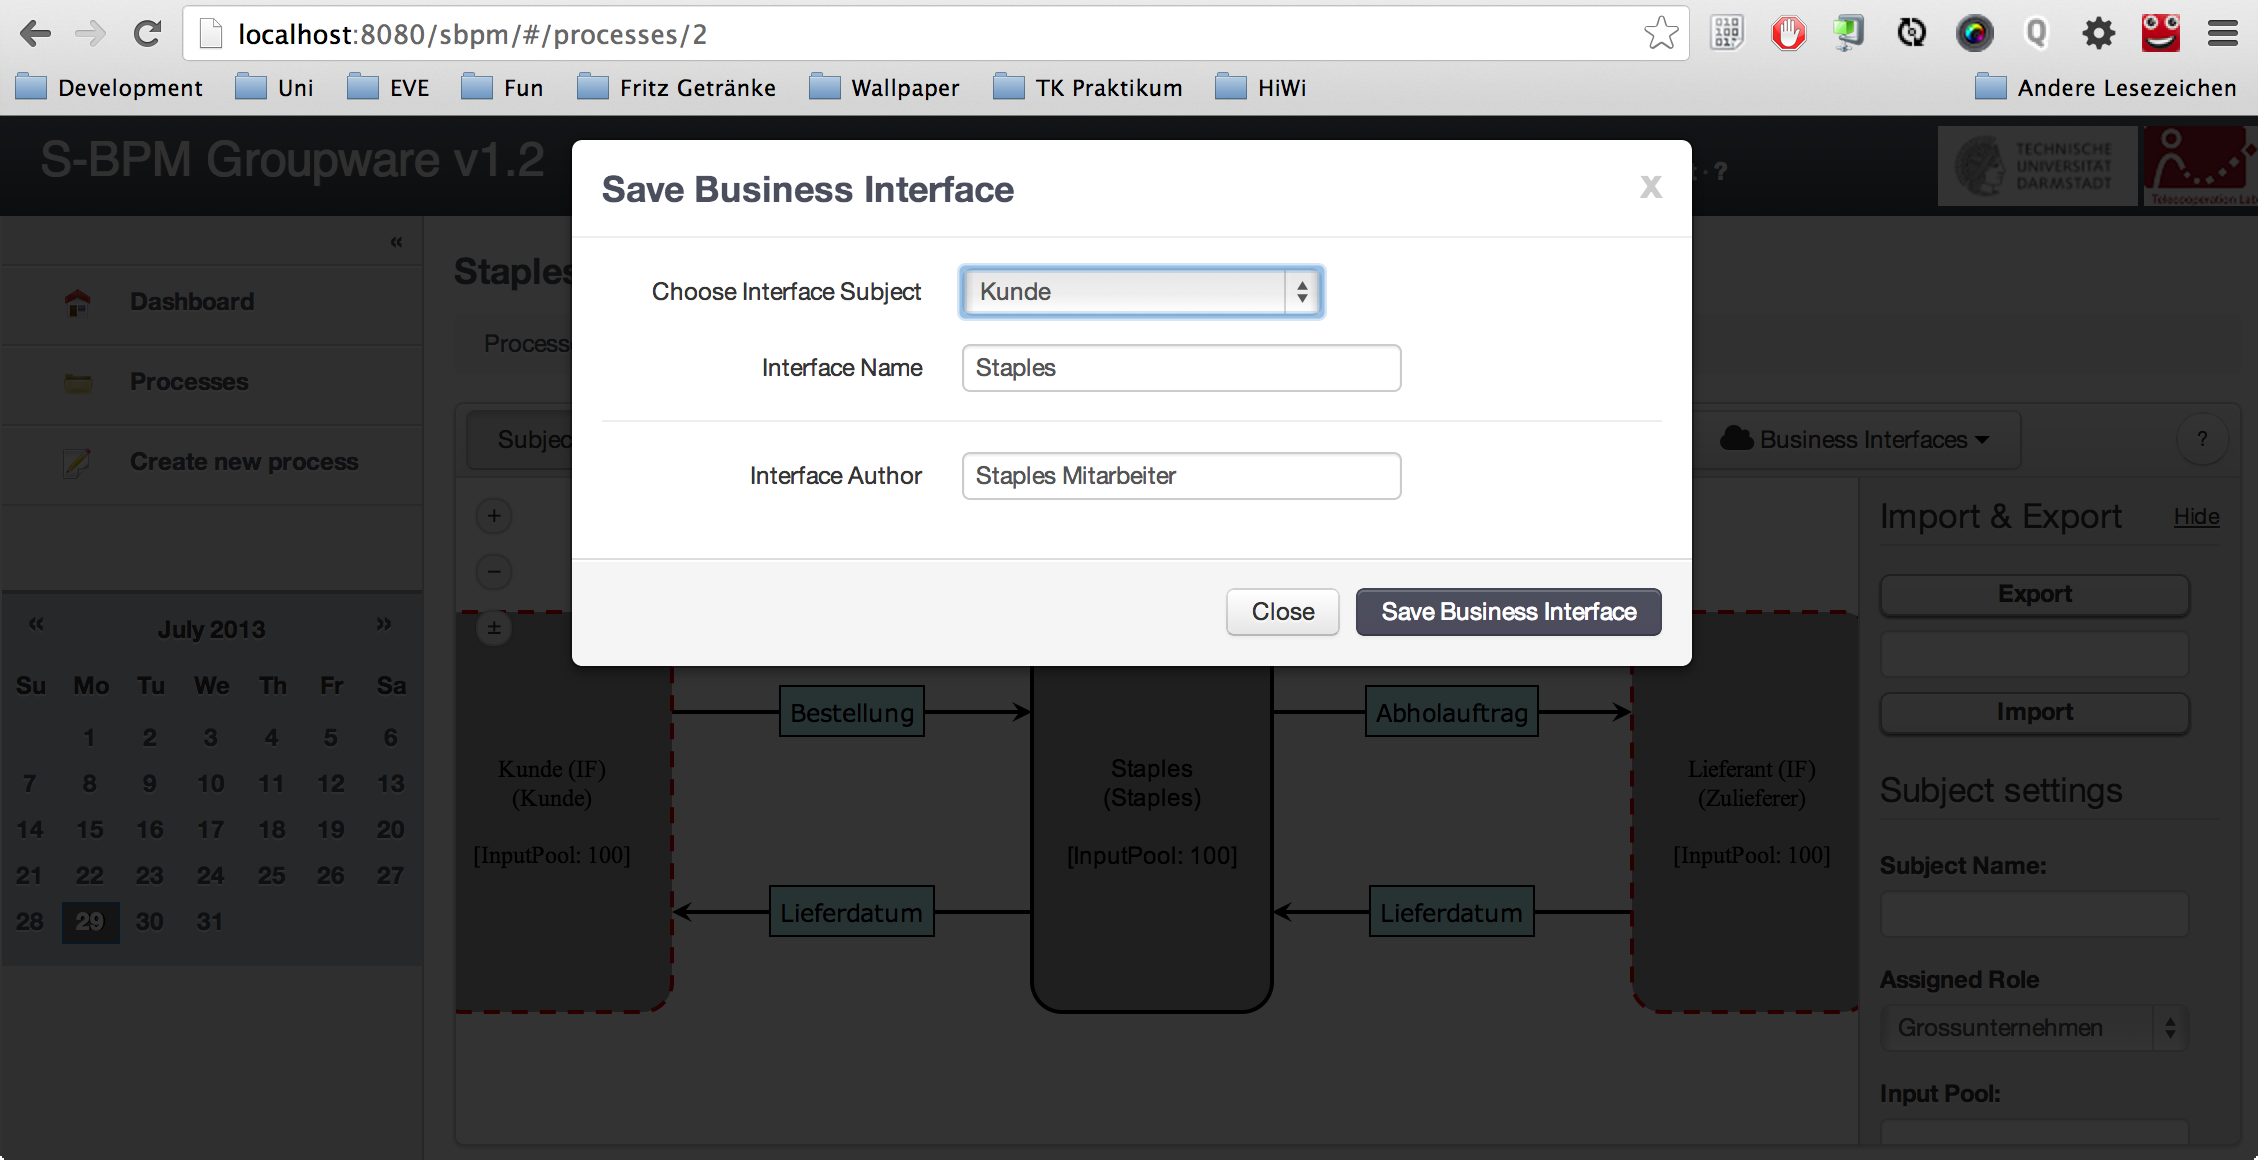 localhost:8080/sbpm/#/processes/2
Development Uni EVE Fun Fritz Getränke Wallpaper TK Praktikum HiWi Andere Lesezeichen
S-BPM Groupware v1.2
· ?
TECHNISCHE
UNIVERSITÄT
DARMSTADT
Telecooperation Lab
Save Business Interface
X
Choose Interface Subject Kunde
Interface Name Staples
Interface Author Staples Mitarbeiter
Close Save Business Interface
«
Dashboard
Processes
Create new process
« July 2013 »
Su Mo Tu We Th Fr Sa
1 2 3 4 5 6
7 8 9 10 11 12 13
14 15 16 17 18 19 20
21 22 23 24 25 26 27
28 29 30 31
Staples
Process
Subjec
Business Interfaces
?
+
−
±
Bestellung
Abholauftrag
Kunde (IF)
(Kunde)
[InputPool: 100]
Staples
(Staples)
[InputPool: 100]
Lieferant (IF)
(Zulieferer)
[InputPool: 100]
Lieferdatum
Lieferdatum
Import & Export Hide
Export
Import
Subject settings
Subject Name:
Assigned Role
Grossunternehmen
Input Pool: